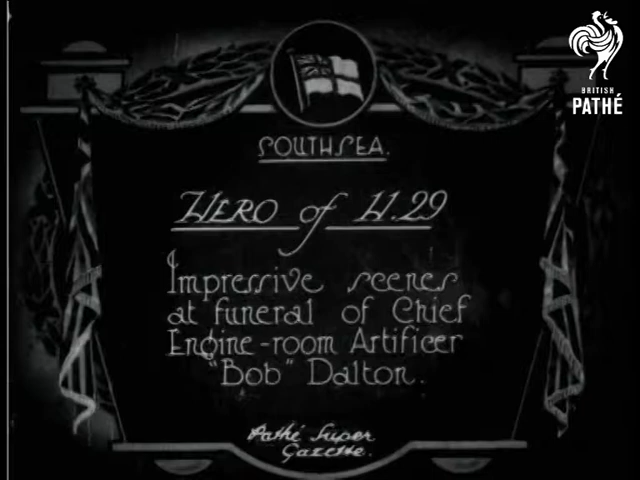 BRITISH
PATHÉ
SOUTHSEA.
HERO of H.29
Impressive scenes
at funeral of Chief
Engine-room Artificer
"Bob" Dalton.
Pathé Super
Gazette.